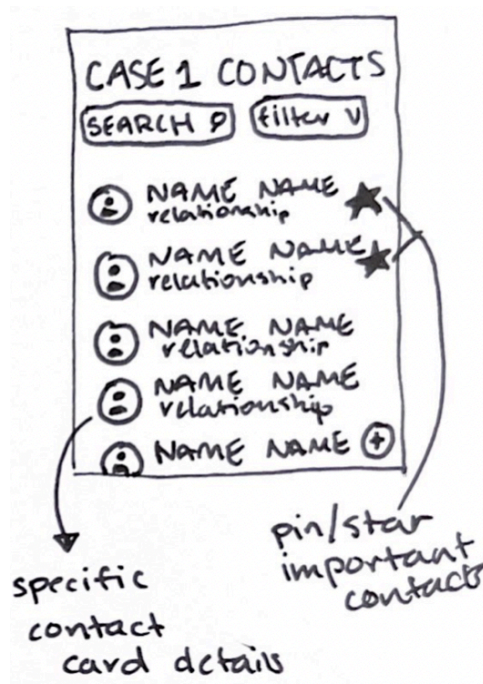 CASE 1 CONTACTS
SEARCH filter
NAME NAME
relationship
NAME NAME
relationship
NAME NAME
relationship
NAME NAME
relationship
NAME NAME
pin/star
important
contacts
specific
contact
card details